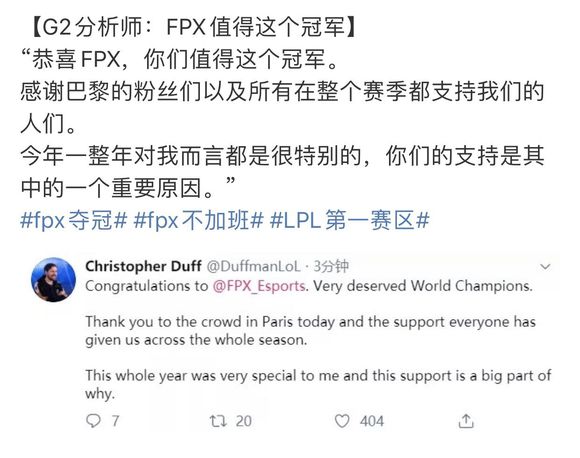 【G2分析师：FPX值得这个冠军】
“恭喜FPX，你们值得这个冠军。
感谢巴黎的粉丝们以及所有在整个赛季都支持我们的
人们。
今年一整年对我而言都是很特别的，你们的支持是其
中的一个重要原因。”
#fpx夺冠# #fpx不加班# #LPL第一赛区#
Christopher Duff @DuffmanLoL · 3分钟
Congratulations to @FPX_Esports. Very deserved World Champions.
Thank you to the crowd in Paris today and the support everyone has
given us across the whole season.
This whole year was very special to me and this support is a big part of
why.
7 20 404